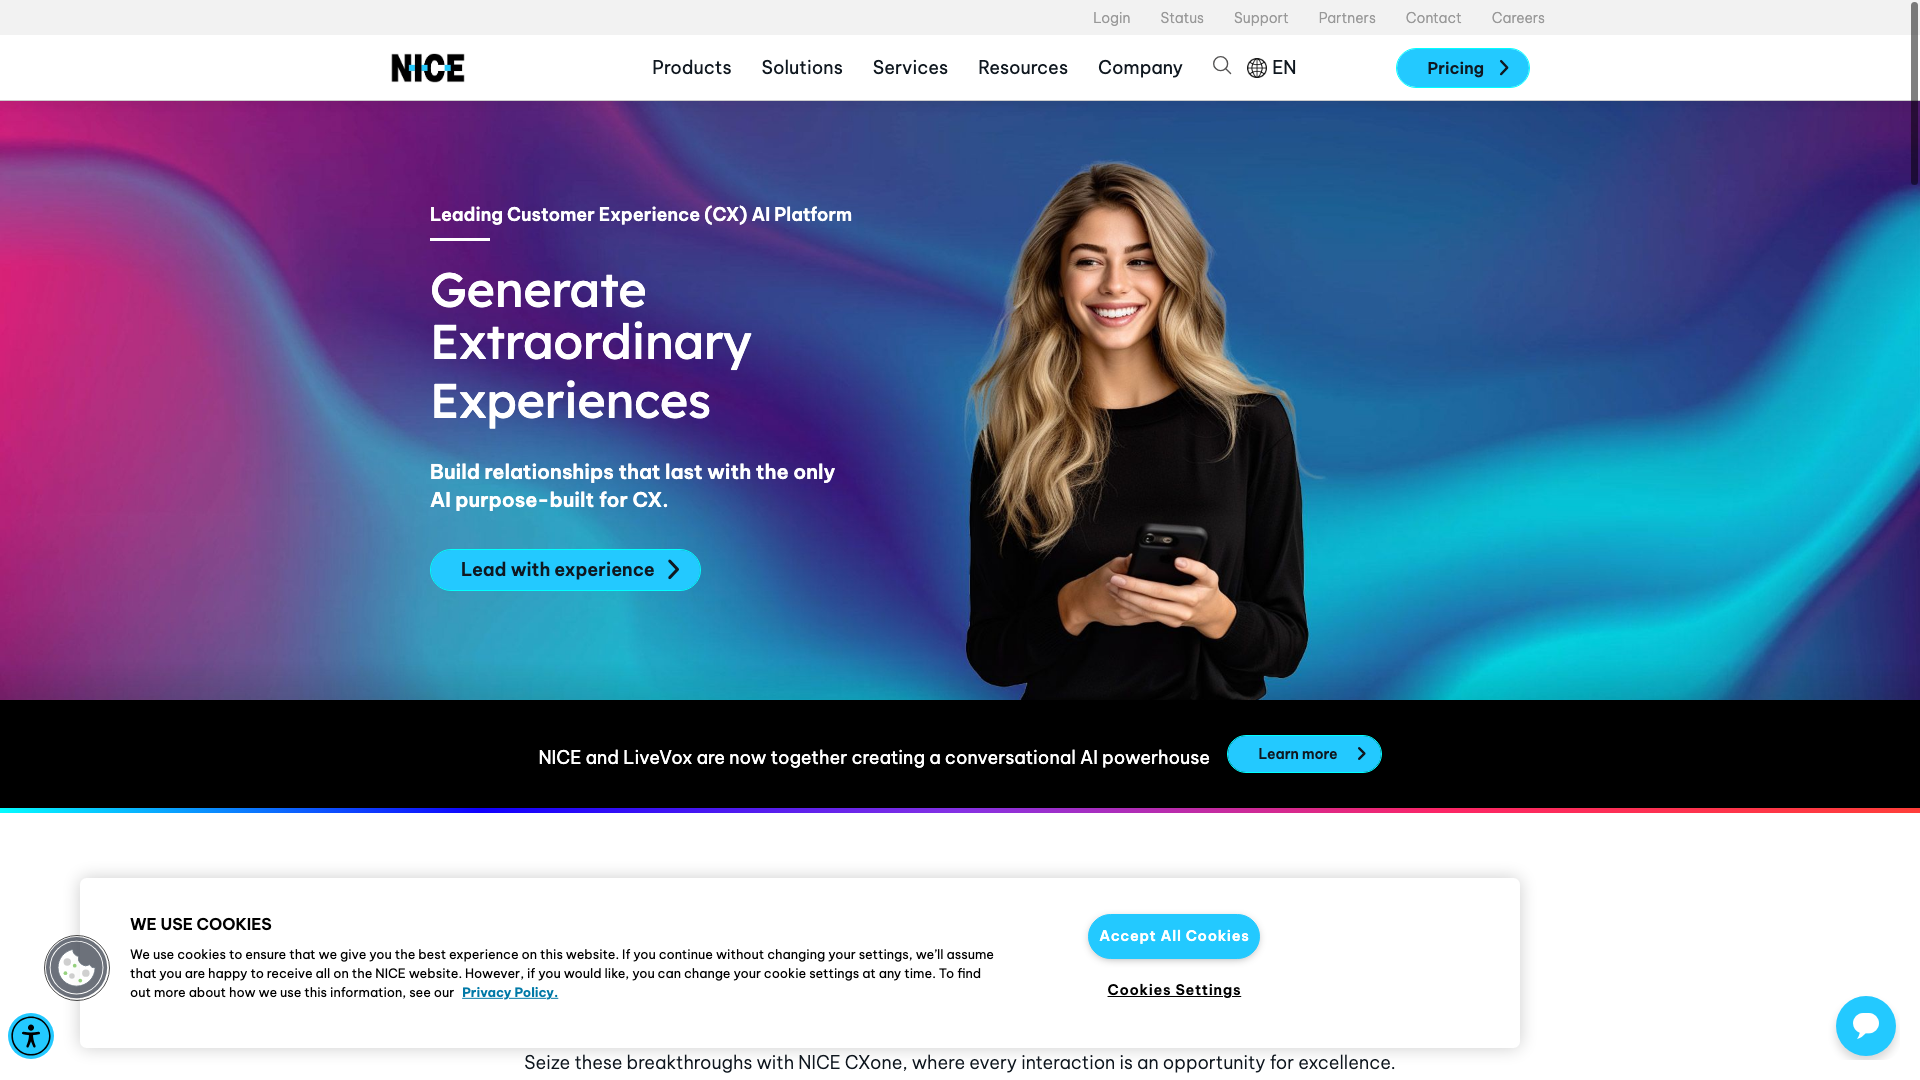 Login Status Support Partners Contact Careers
NICE Products Solutions Services Resources Company EN Pricing
Leading Customer Experience (CX) AI Platform
Generate
Extraordinary
Experiences
Build relationships that last with the only
AI purpose-built for CX.
Lead with experience
NICE and LiveVox are now together creating a conversational AI powerhouse Learn more
WE USE COOKIES
We use cookies to ensure that we give you the best experience on this website. If you continue without changing your settings, we’ll assume
that you are happy to receive all on the NICE website. However, if you would like, you can change your cookie settings at any time. To find
out more about how we use this information, see our Privacy Policy.
Accept All Cookies
Cookies Settings
Seize these breakthroughs with NICE CXone, where every interaction is an opportunity for excellence.